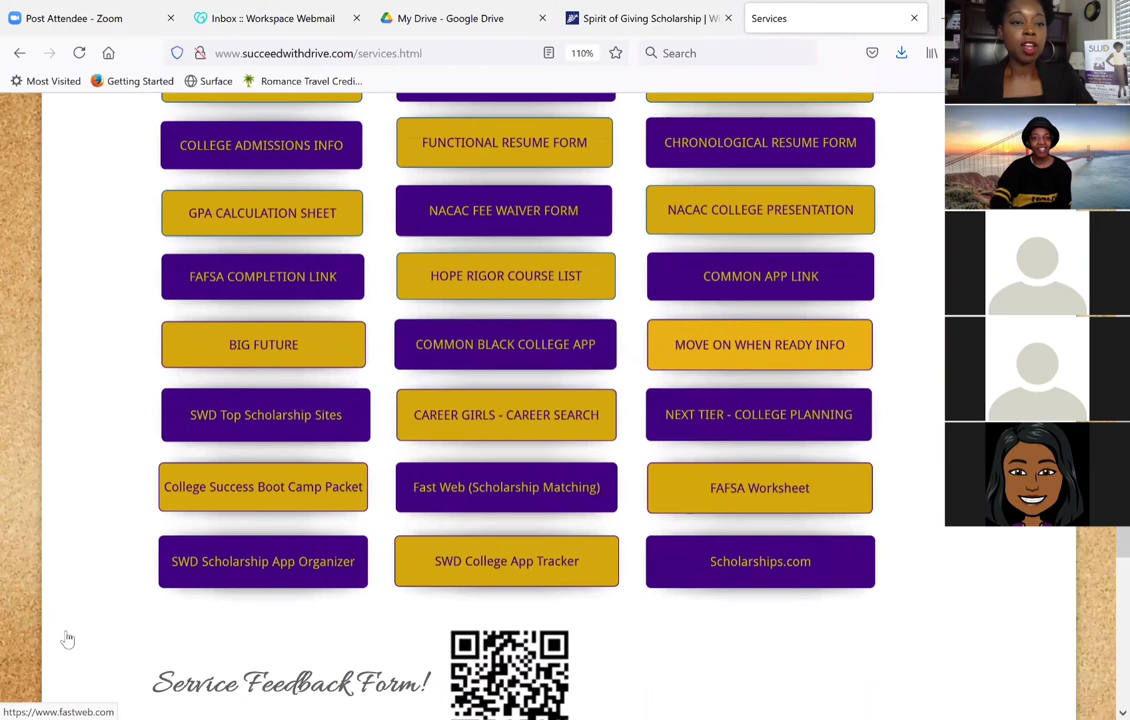 Post Attendee - Zoom
Inbox :: Workspace Webmail
My Drive - Google Drive
Spirit of Giving Scholarship | Wi
Services
www.succeedwithdrive.com/services.html
110%
Search
Most Visited
Getting Started
Surface
Romance Travel Credi...
COLLEGE ADMISSIONS INFO
FUNCTIONAL RESUME FORM
CHRONOLOGICAL RESUME FORM
GPA CALCULATION SHEET
NACAC FEE WAIVER FORM
NACAC COLLEGE PRESENTATION
FAFSA COMPLETION LINK
HOPE RIGOR COURSE LIST
COMMON APP LINK
BIG FUTURE
COMMON BLACK COLLEGE APP
MOVE ON WHEN READY INFO
SWD Top Scholarship Sites
CAREER GIRLS - CAREER SEARCH
NEXT TIER - COLLEGE PLANNING
College Success Boot Camp Packet
Fast Web (Scholarship Matching)
FAFSA Worksheet
SWD Scholarship App Organizer
SWD College App Tracker
Scholarships.com
Service Feedback Form!
https://www.fastweb.com
SWD